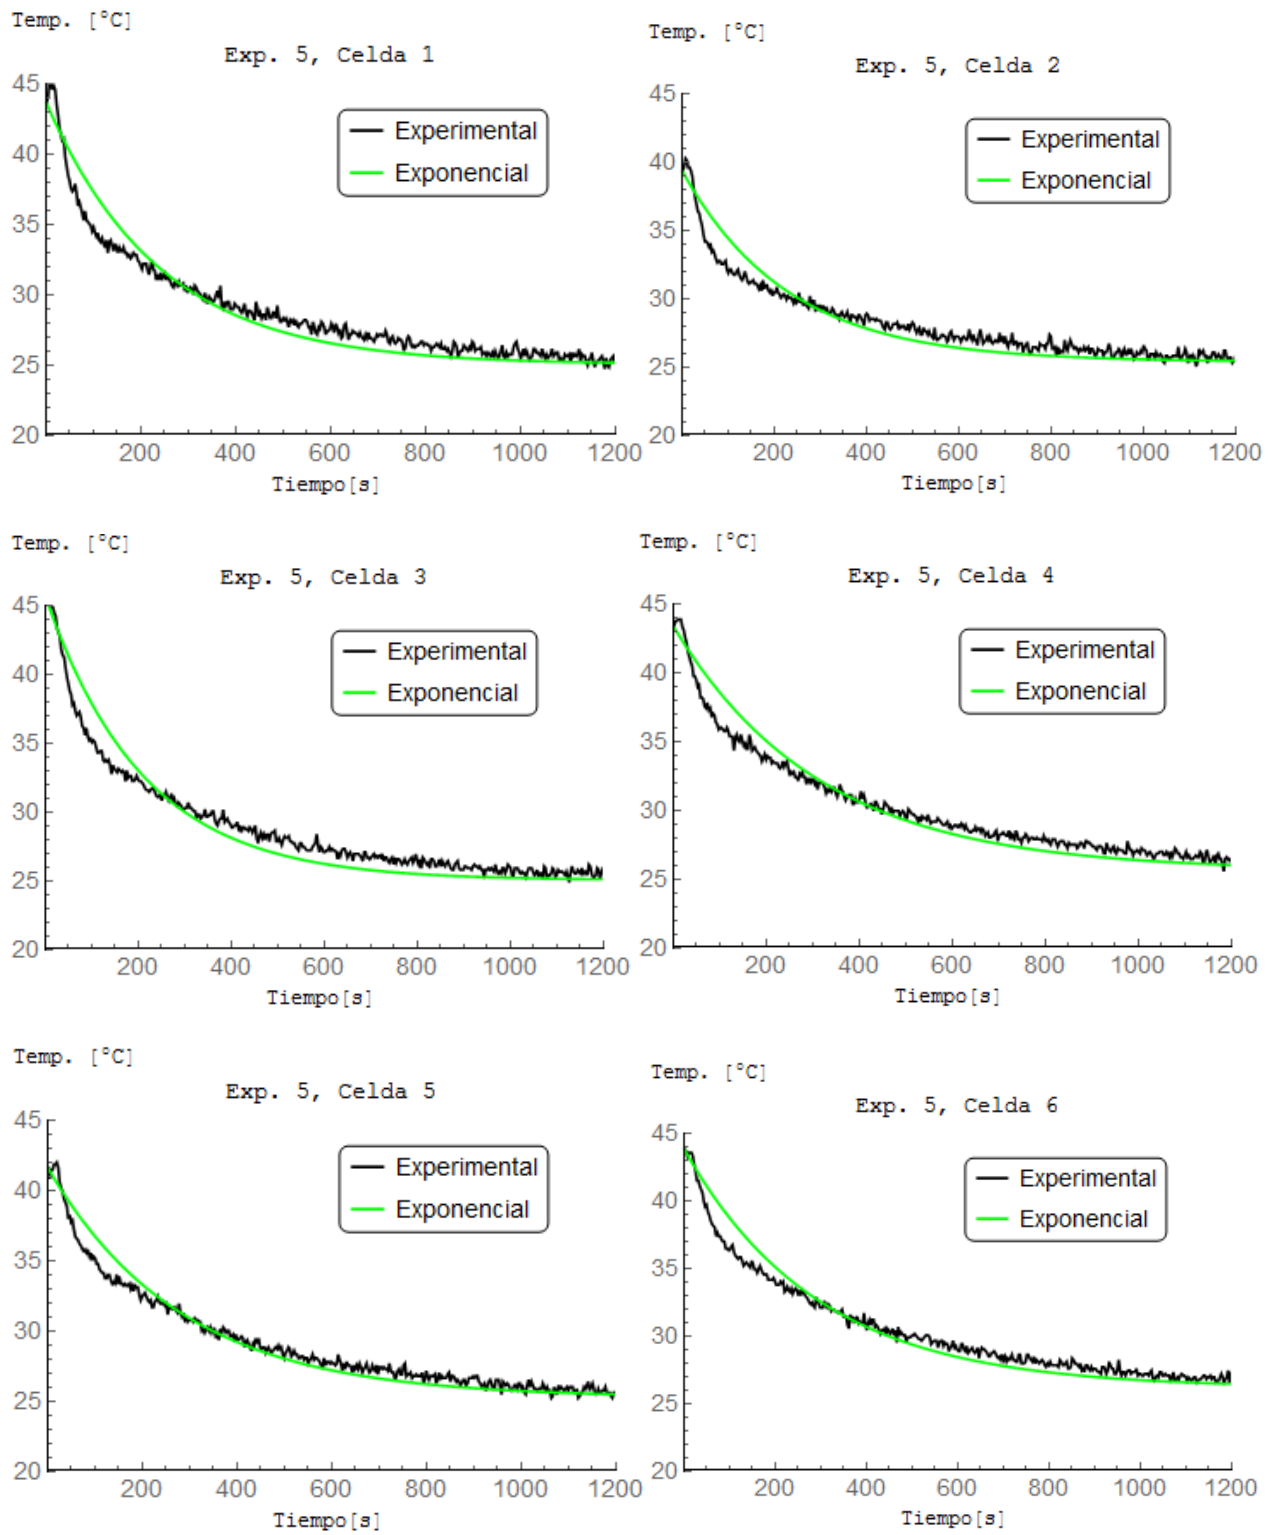 Temp. [°C]
Exp. 5, Celda 1
45
40
35
30
25
20
Experimental
Exponencial
200 400 600 800 1000 1200
Tiempo[s]
Temp. [°C]
Exp. 5, Celda 2
45
40
35
30
25
20
Experimental
Exponencial
200 400 600 800 1000 1200
Tiempo[s]
Temp. [°C]
Exp. 5, Celda 3
45
40
35
30
25
20
Experimental
Exponencial
200 400 600 800 1000 1200
Tiempo[s]
Temp. [°C]
Exp. 5, Celda 4
45
40
35
30
25
20
Experimental
Exponencial
200 400 600 800 1000 1200
Tiempo[s]
Temp. [°C]
Exp. 5, Celda 5
45
40
35
30
25
20
Experimental
Exponencial
200 400 600 800 1000 1200
Tiempo[s]
Temp. [°C]
Exp. 5, Celda 6
45
40
35
30
25
20
Experimental
Exponencial
200 400 600 800 1000 1200
Tiempo[s]